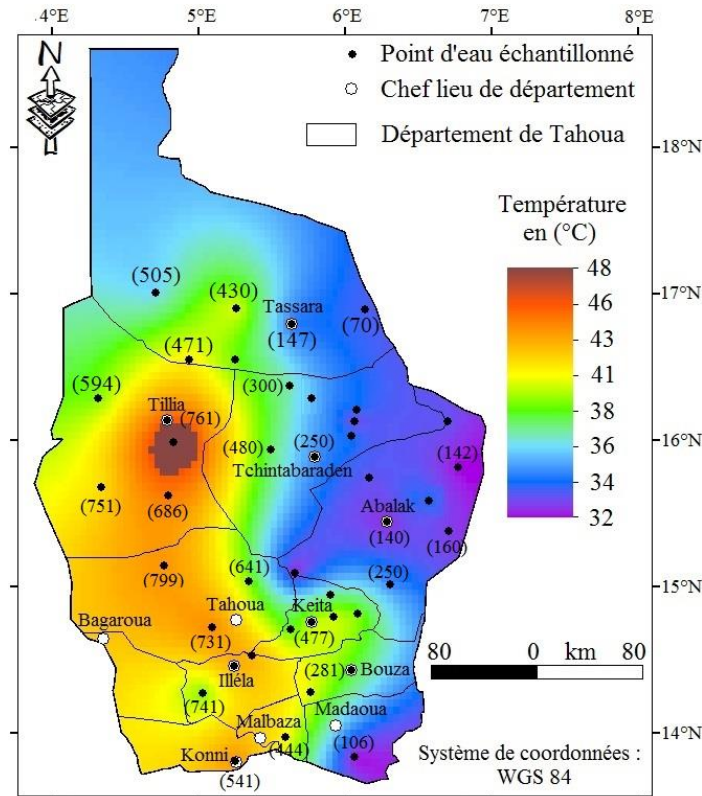 4°E 5°E 6°E 7°E 8°E
N
Point d'eau échantillonné
Chef lieu de département
Département de Tahoua
18°N
Température
en (°C)
48
46
43
41
38
36
34
32
17°N
(505)
(430)
Tassara
(147)
(70)
(471)
(594)
(300)
Tillia
(761)
(480)
(250)
Tchintabaraden
(142)
16°N
(751)
(686)
Abalak
(140)
(160)
(799)
(641)
(250)
15°N
Bagaroua
Tahoua
Keita
(731)
(477)
80 0 km 80
Illéla
(281)
Bouza
(741)
Malbaza
Madaoua
14°N
Konni
(444)
(106)
(541)
Système de coordonnées :
WGS 84